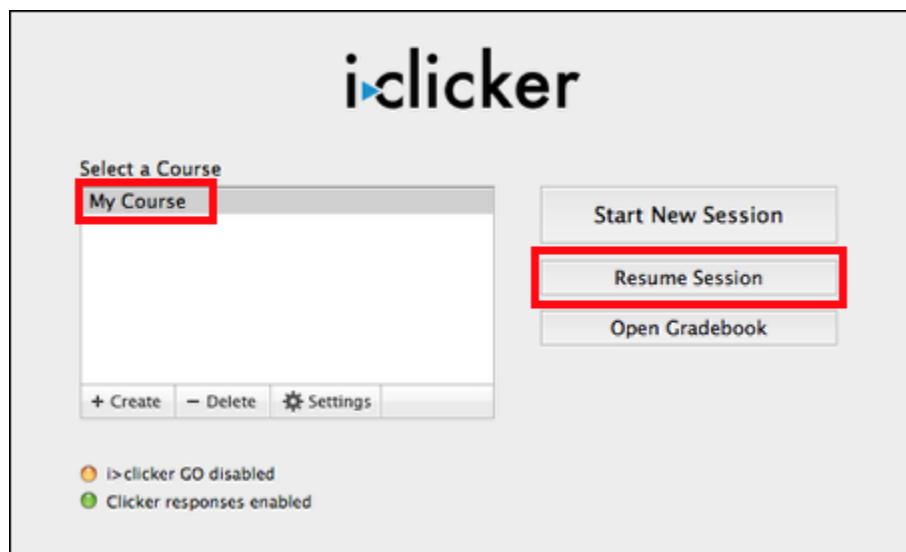 i>clicker
Select a Course
My Course
Start New Session
Resume Session
Open Gradebook
+ Create − Delete Settings
i>clicker GO disabled
Clicker responses enabled